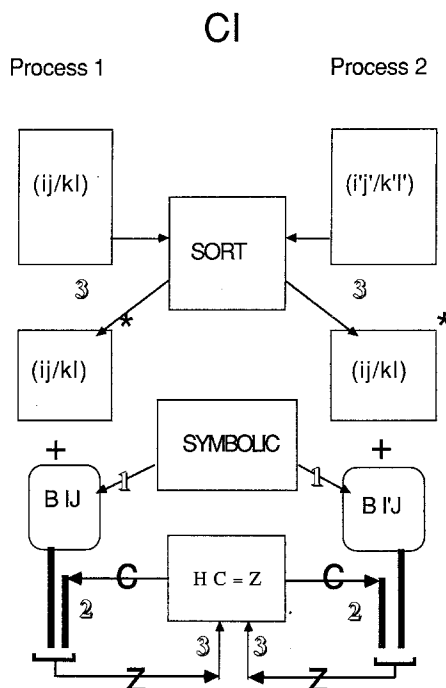 CI
Process 1 Process 2
(ij/kl) (i'j'/k'l')
SORT
3 3
* *
(ij/kl) (ij/kl)
+ SYMBOLIC +
1 1
B IJ B I'J
C H C = Z C
2 2
3 3
Z Z